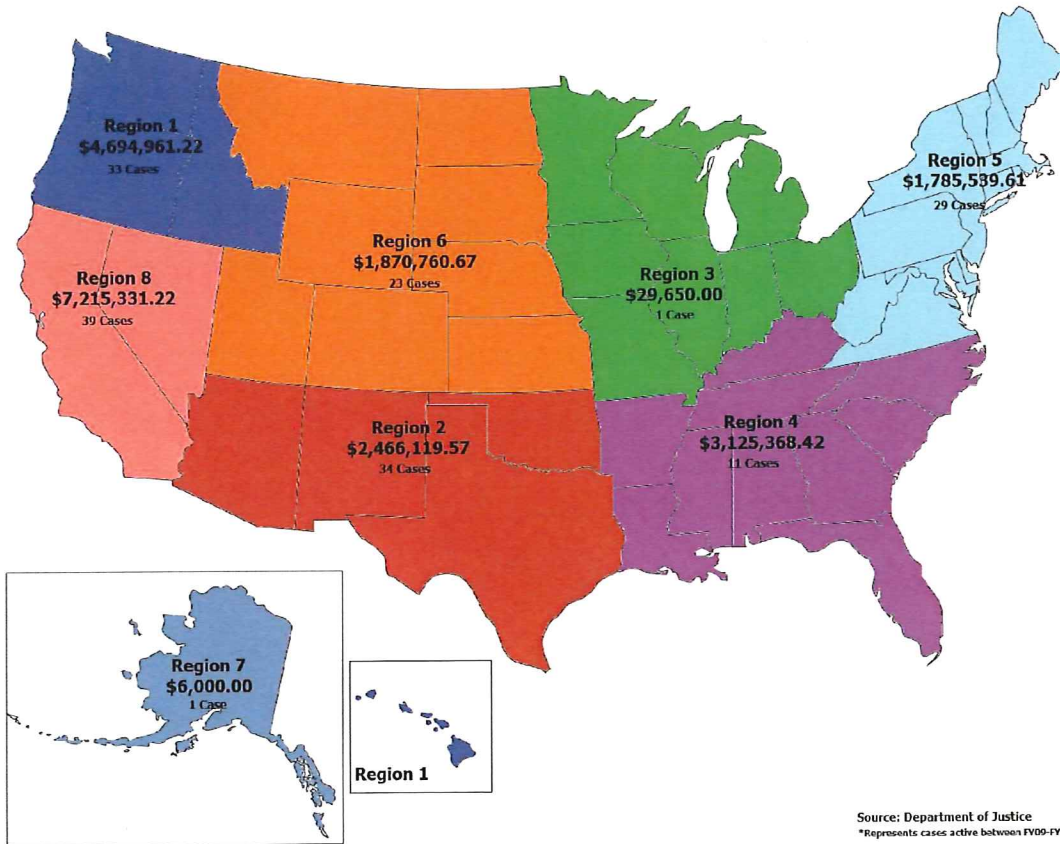 Region 1
$4,694,961.22
33 Cases
Region 5
$1,785,539.61
29 Cases
Region 6
$1,870,760.67
23 Cases
Region 8
$7,215,331.22
39 Cases
Region 3
$29,650.00
1 Case
Region 2
$2,466,119.57
34 Cases
Region 4
$3,125,368.42
11 Cases
Region 7
$6,000.00
1 Case
Region 1
Source: Department of Justice
*Represents cases active between FY09-FY